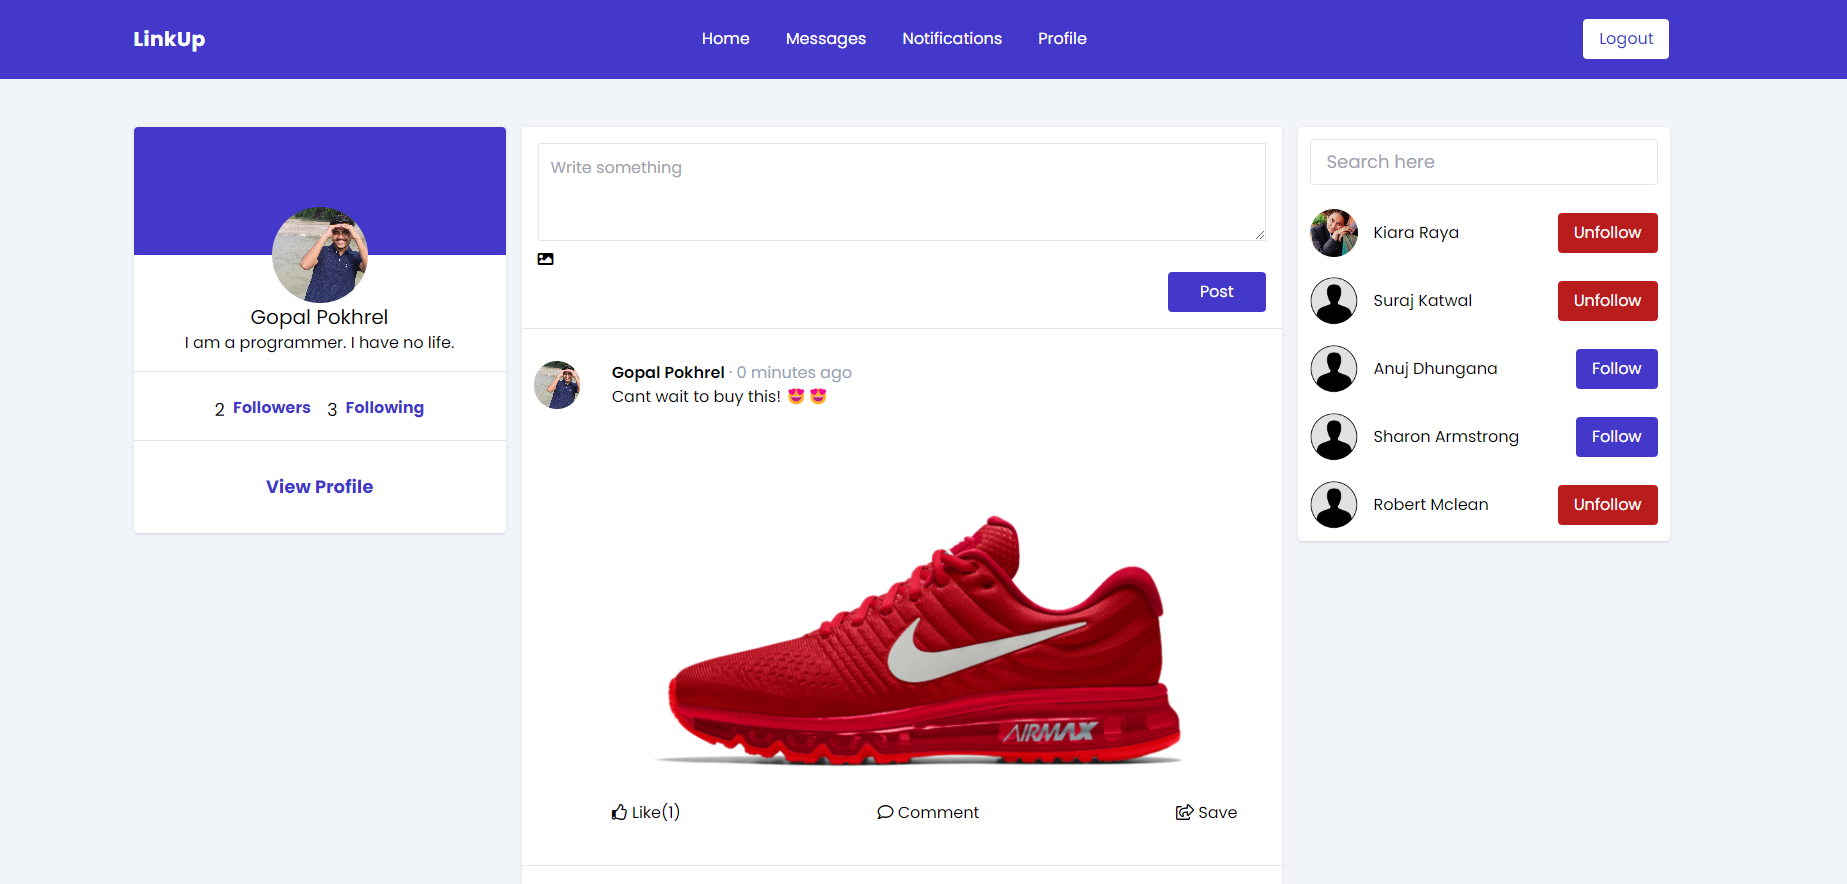 LinkUp
Home Messages Notifications Profile
Logout
Gopal Pokhrel
I am a programmer. I have no life.
2 Followers 3 Following
View Profile
Write something
Post
Gopal Pokhrel · 0 minutes ago
Cant wait to buy this! 😍 😍
AIRMAX
Like(1) Comment Save
Search here
Kiara Raya Unfollow
Suraj Katwal Unfollow
Anuj Dhungana Follow
Sharon Armstrong Follow
Robert Mclean Unfollow